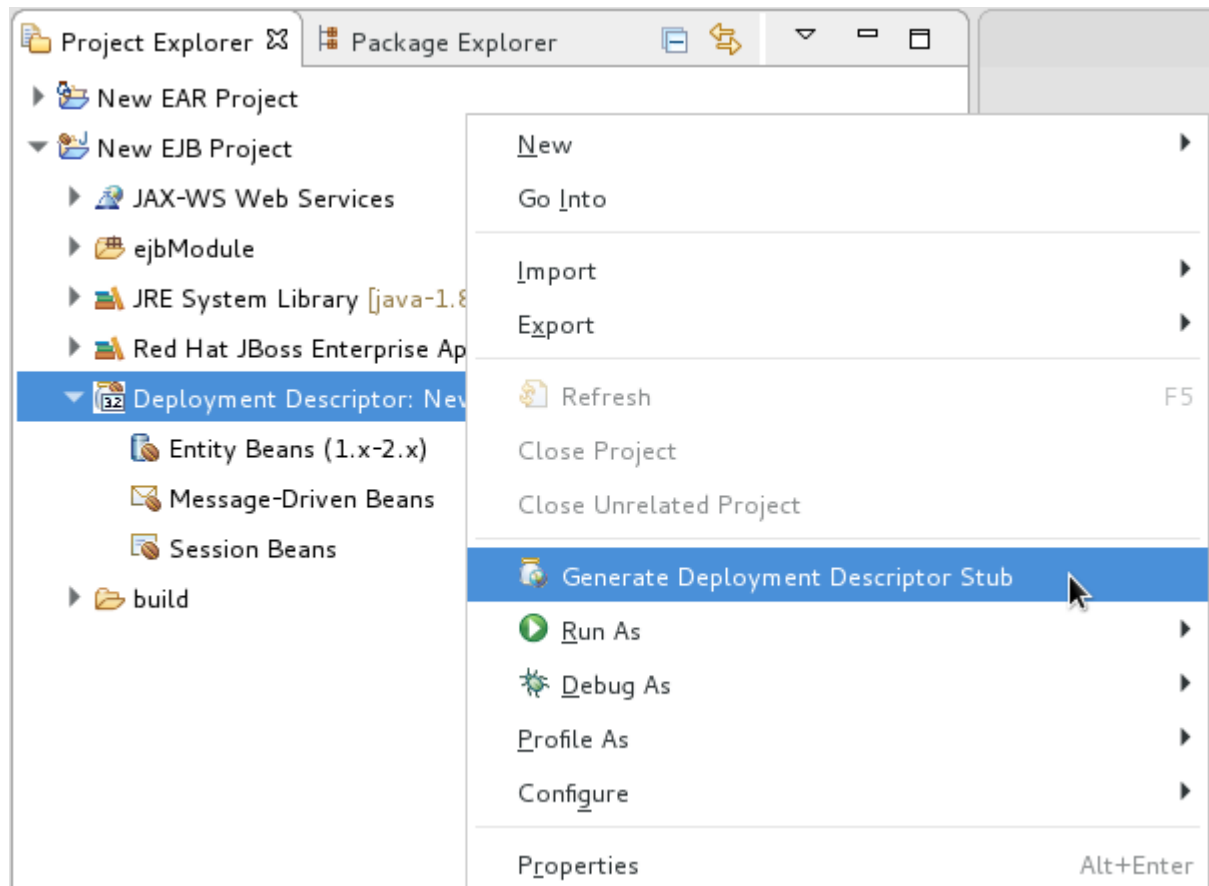 Project Explorer Package Explorer
New EAR Project
New EJB Project
JAX-WS Web Services
ejbModule
JRE System Library [java-1.8
Red Hat JBoss Enterprise Ap
32
Deployment Descriptor: New
Entity Beans (1.x-2.x)
Message-Driven Beans
Session Beans
build
New
Go Into
Import
Export
Refresh F5
Close Project
Close Unrelated Project
Generate Deployment Descriptor Stub
Run As
Debug As
Profile As
Configure
Properties Alt+Enter